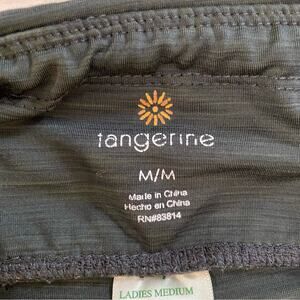 tangerine
M/M
Made in China
Hecho en China
RN#83814
LADIES MEDIUM